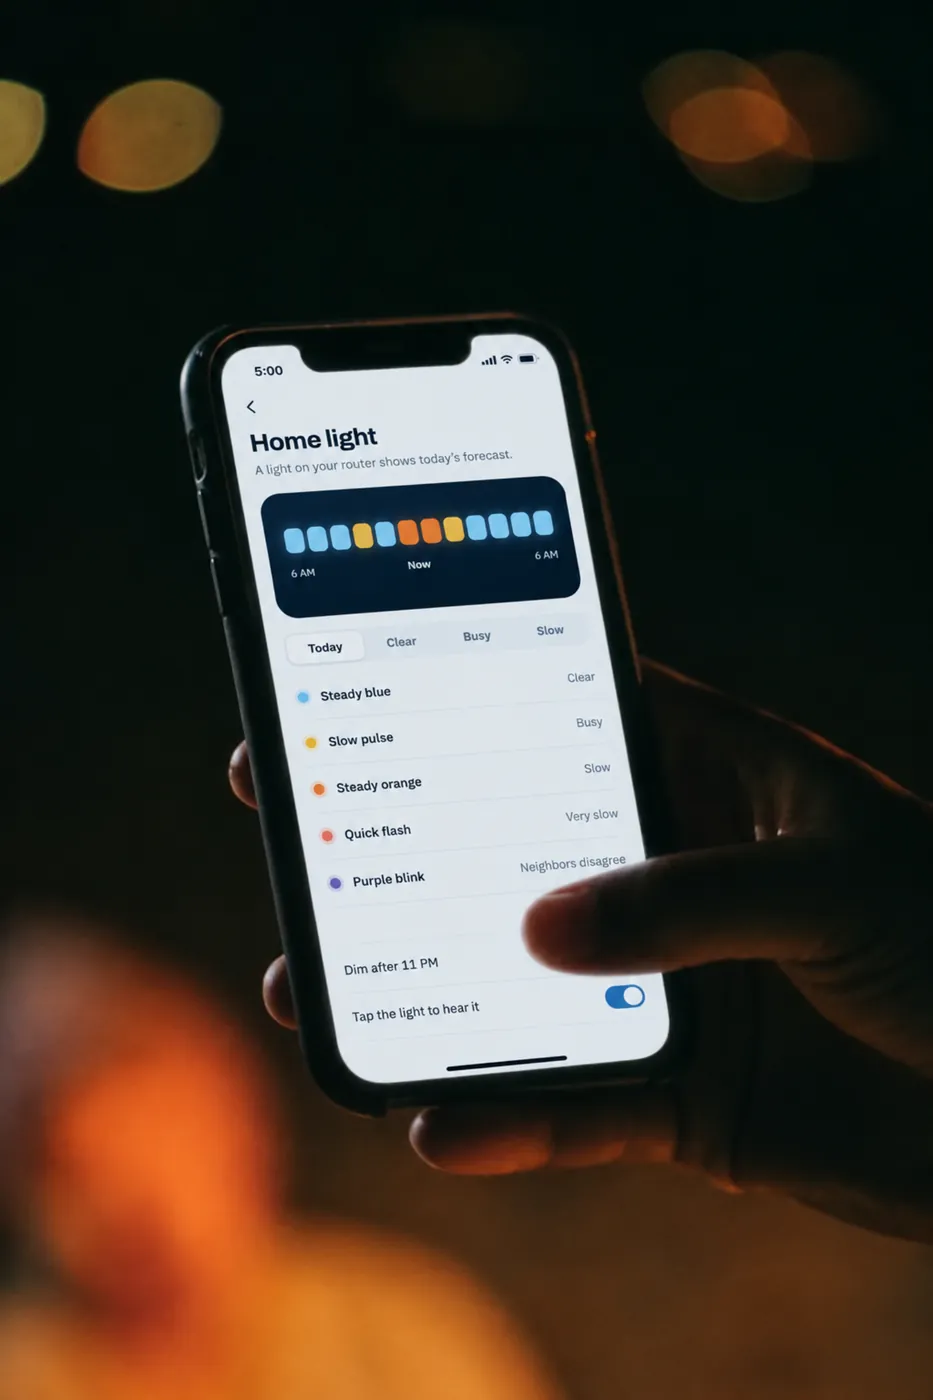 5:00
Home light
A light on your router shows today's forecast.
6 AM
Now
6 AM
Today
Clear
Busy
Slow
Steady blue
Clear
Slow pulse
Busy
Steady orange
Slow
Quick flash
Very slow
Purple blink
Neighbors disagree
Dim after 11 PM
Tap the light to hear it